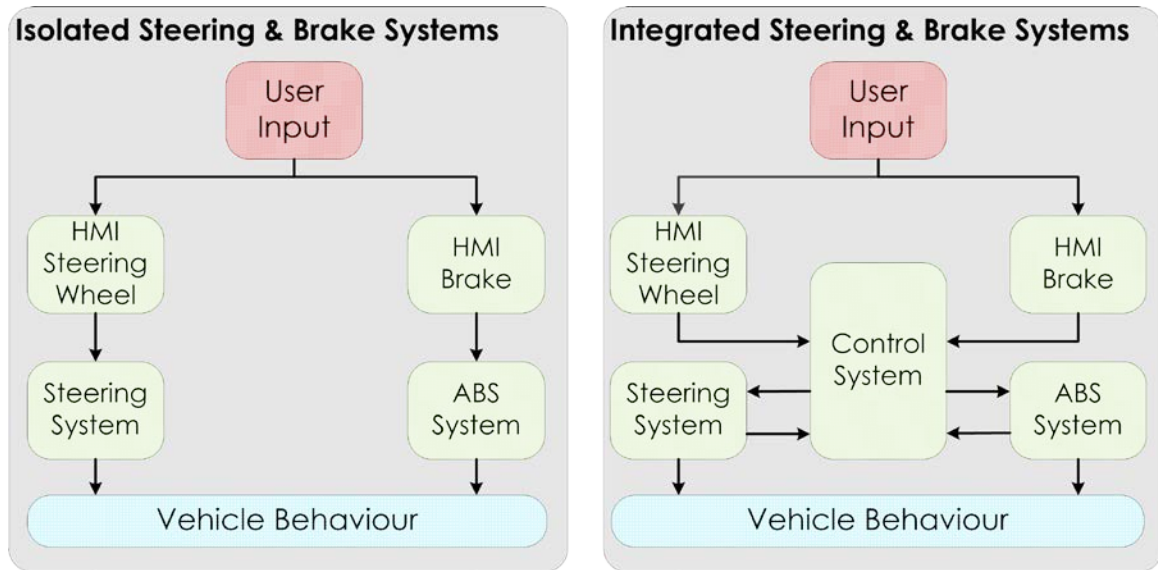 Isolated Steering & Brake Systems
User
Input
HMI
Steering
Wheel
HMI
Brake
Steering
System
ABS
System
Vehicle Behaviour
Integrated Steering & Brake Systems
User
Input
HMI
Steering
Wheel
HMI
Brake
Control
System
Steering
System
ABS
System
Vehicle Behaviour